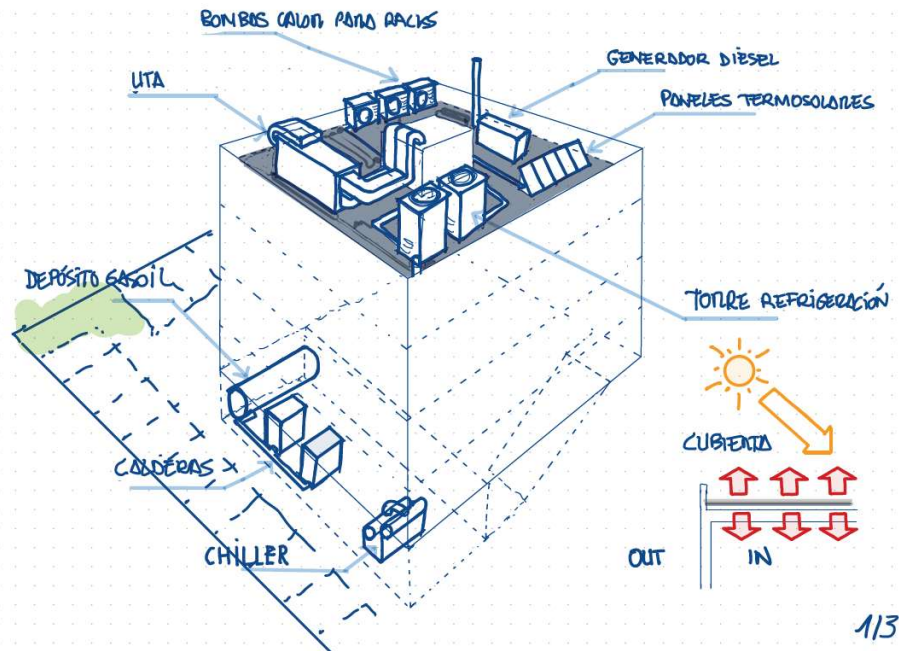 BOMBAS CALOR PARA RACKS
GENERADOR DIESEL
UTA
PANELES TERMOSOLARES
DEPÓSITO GASOIL
TORRE REFRIGERACIÓN
CUBIERTA
CALDERAS
CHILLER
OUT
IN
1/3